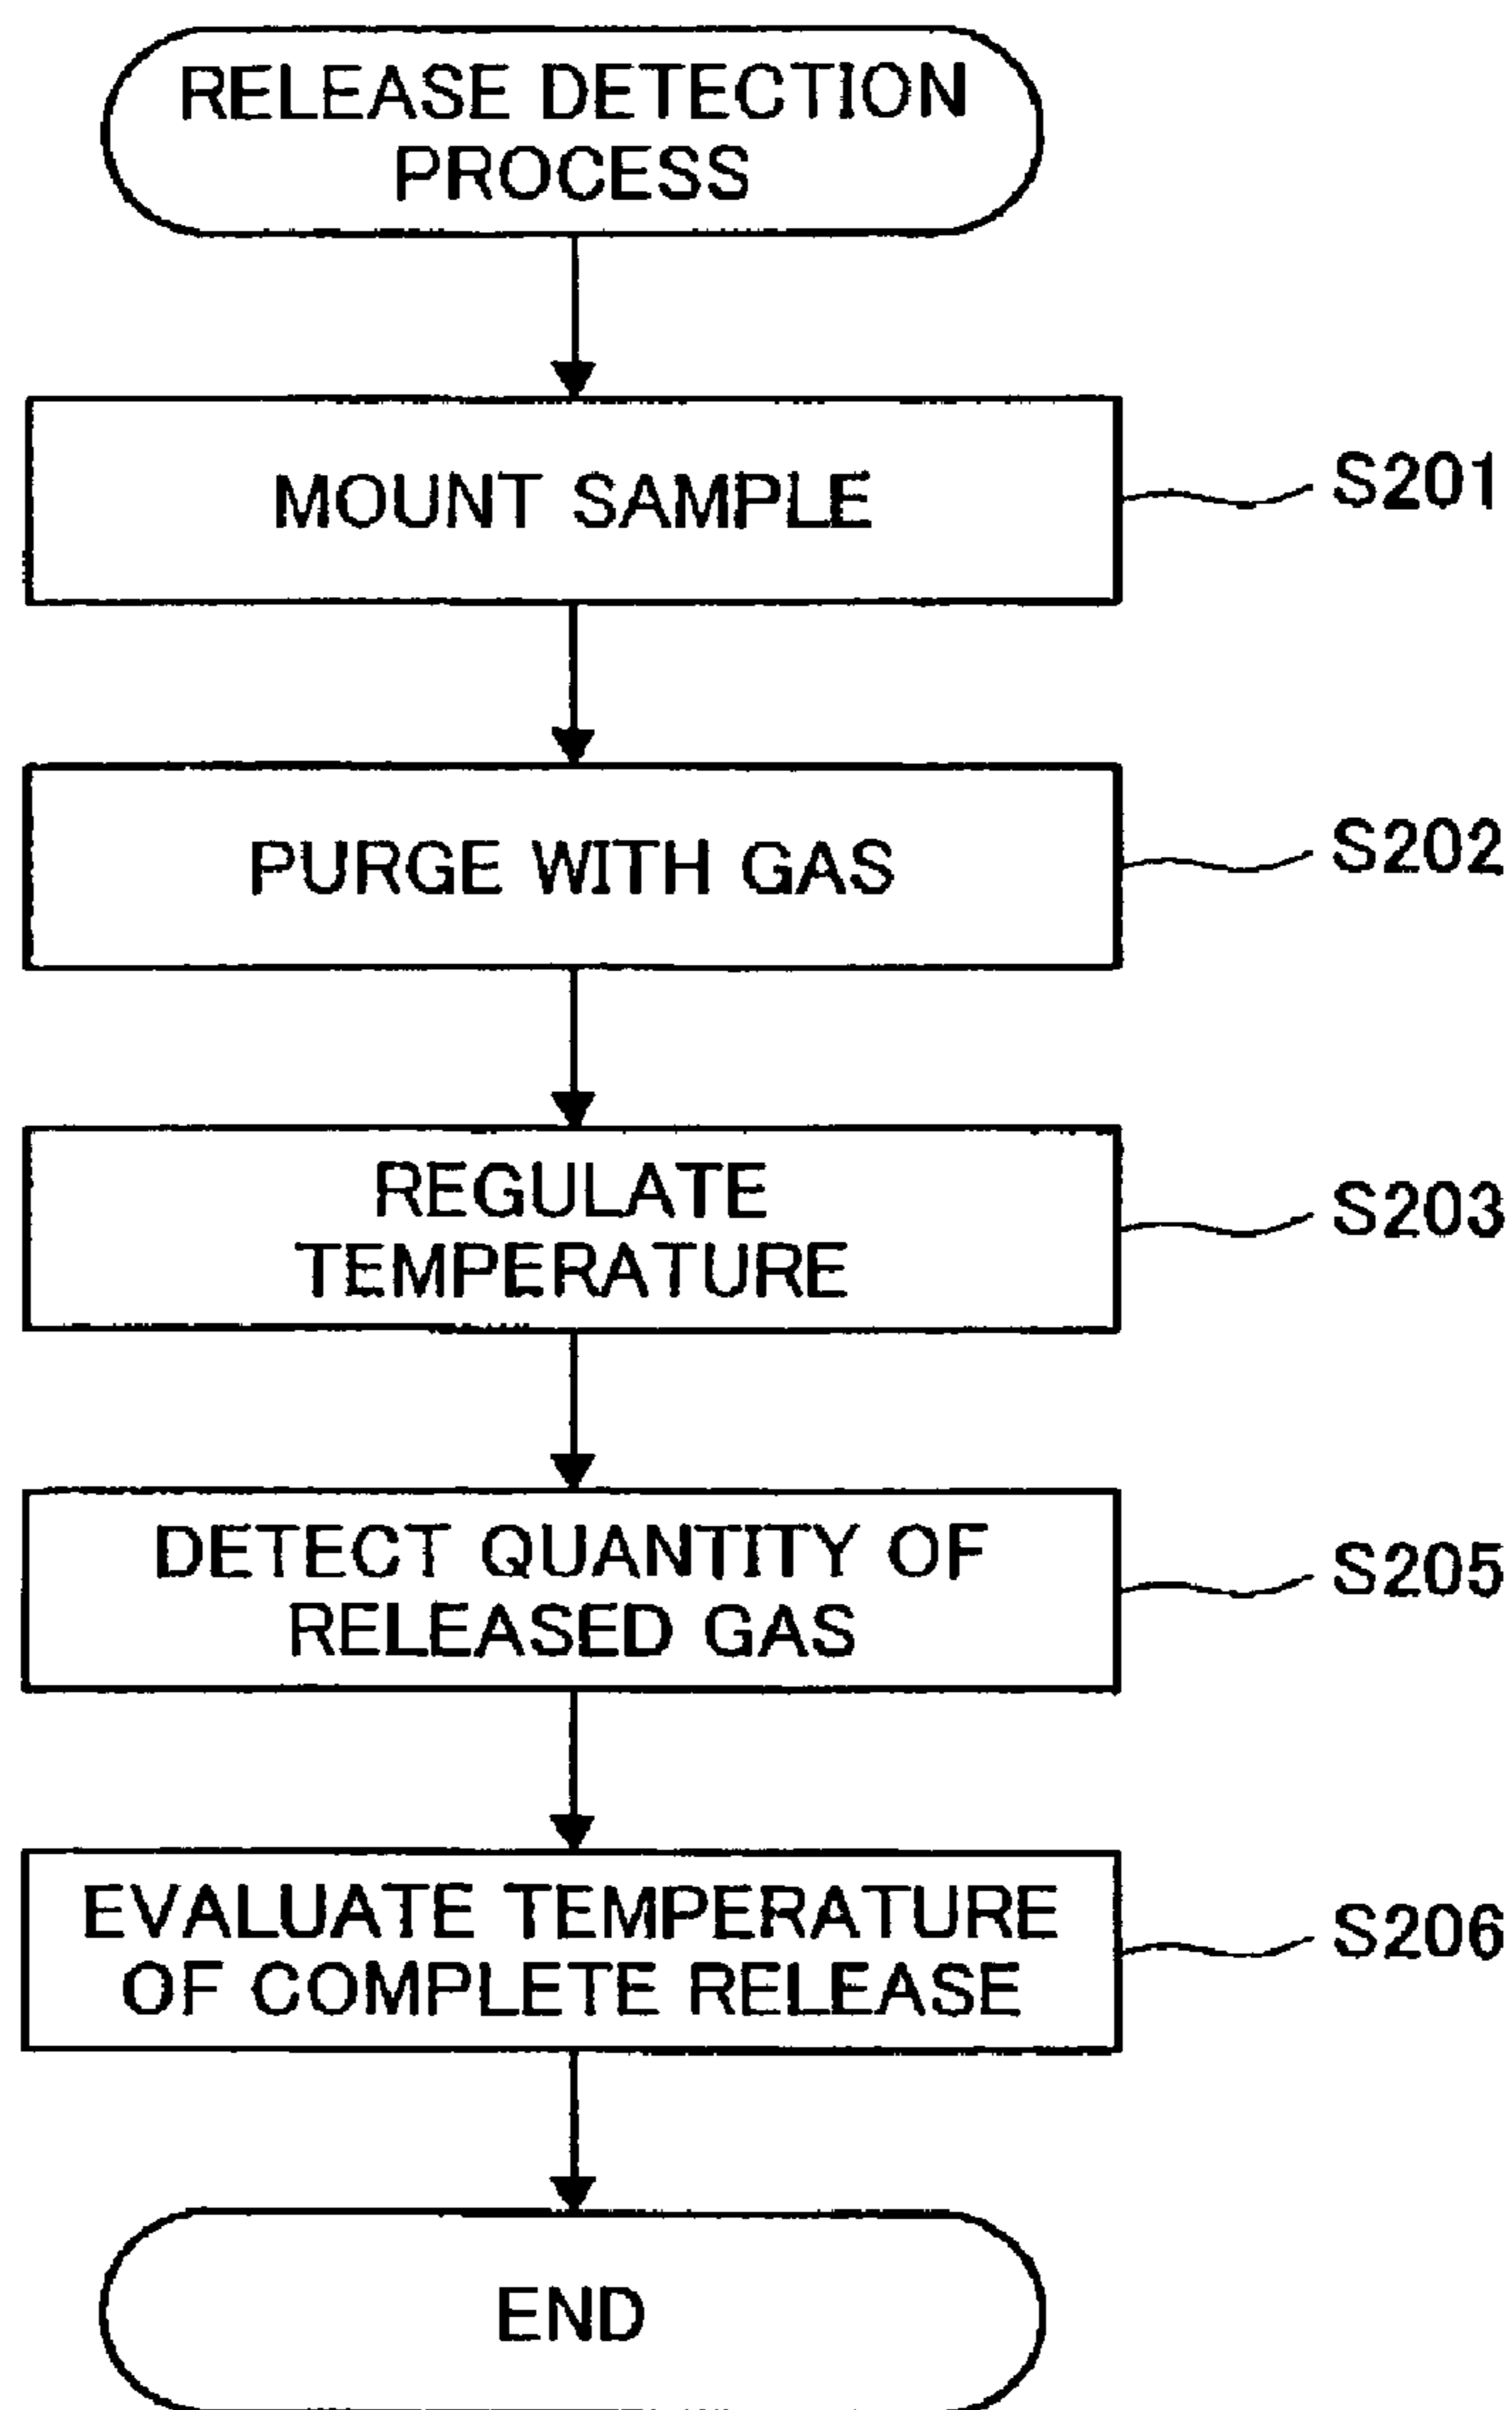 RELEASE DETECTION
PROCESS
MOUNT SAMPLE
S201
PURGE WITH GAS
S202
REGULATE
TEMPERATURE
S203
DETECT QUANTITY OF
RELEASED GAS
S205
EVALUATE TEMPERATURE
OF COMPLETE RELEASE
S206
END